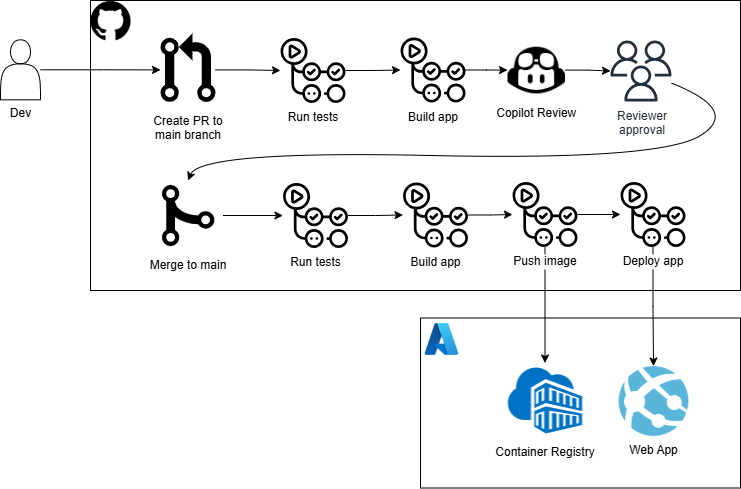 Dev
Create PR to
main branch
Run tests
Build app
Copilot Review
Reviewer
approval
Merge to main
Run tests
Build app
Push image
Deploy app
Container Registry
Web App